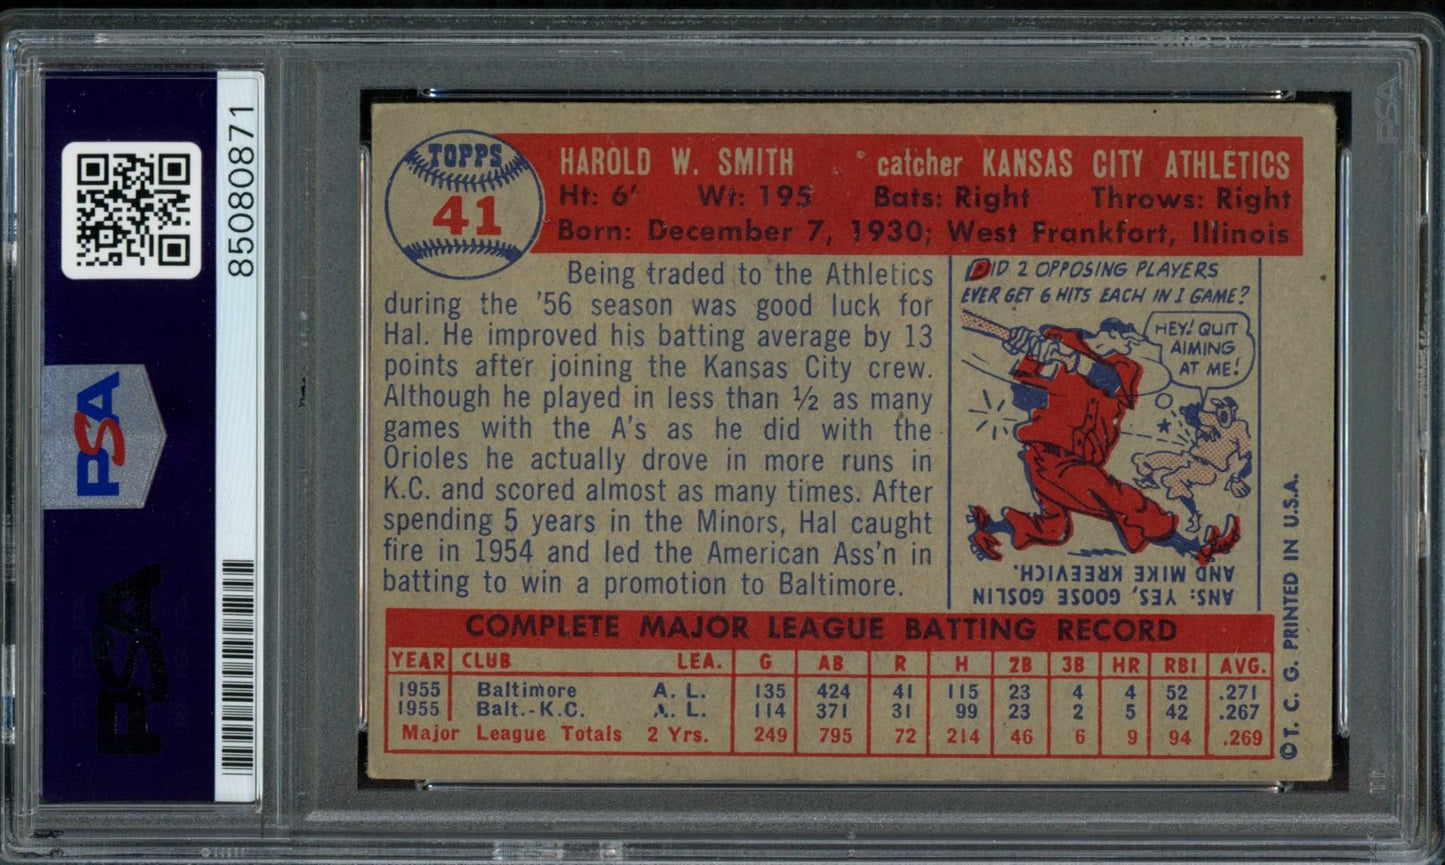 85080871
PSA
PSA
PSA
TOPPS
41
HAROLD W. SMITH catcher KANSAS CITY ATHLETICS
Ht: 6' Wt: 195 Bats: Right Throws: Right
Born: December 7, 1930; West Frankfort, Illinois
Being traded to the Athletics
during the '56 season was good luck for
Hal. He improved his batting average by 13
points after joining the Kansas City crew.
Although he played in less than ½ as many
games with the A's as he did with the
Orioles he actually drove in more runs in
K.C. and scored almost as many times. After
spending 5 years in the Minors, Hal caught
fire in 1954 and led the American Ass'n in
batting to win a promotion to Baltimore.
DID 2 OPPOSING PLAYERS
EVER GET 6 HITS EACH IN 1 GAME?
HEY! QUIT
AIMING
AT ME!
ANS: YES, GOOSE GOSLIN
AND MIKE KREEVICH.
COMPLETE MAJOR LEAGUE BATTING RECORD
YEAR CLUB LEA. G AB R H 2B 3B HR RBI AVG.
1955 Baltimore A. L. 135 424 41 115 23 4 4 52 .271
1955 Balt.-K.C. A. L. 114 371 31 99 23 2 5 42 .267
Major League Totals 2 Yrs. 249 795 72 214 46 6 9 94 .269
©T. C. G. PRINTED IN U.S.A.